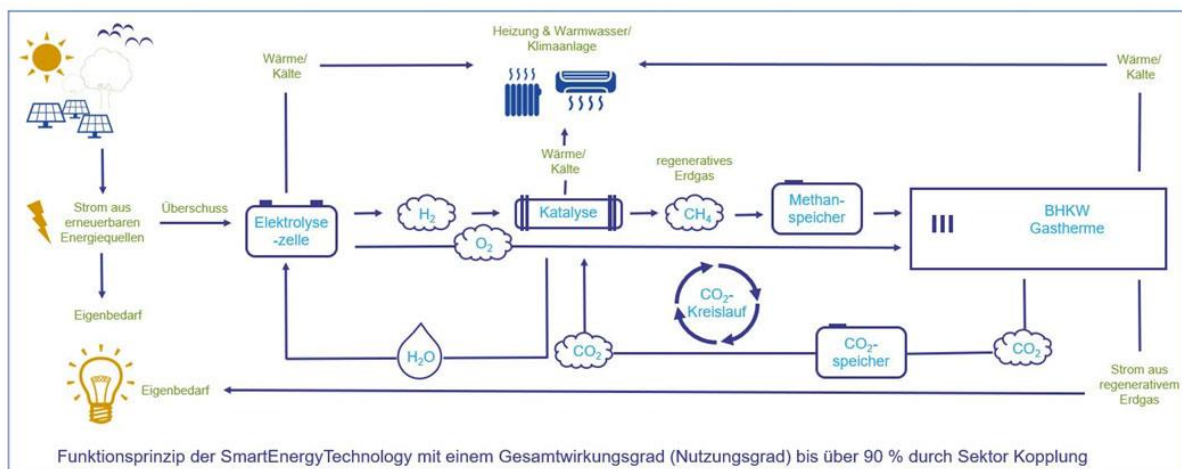 Heizung & Warmwasser/
Klimaanlage
Wärme/
Kälte
Wärme/
Kälte
Wärme/
Kälte
regeneratives
Erdgas
Strom aus
erneuerbaren
Energiequellen
Überschuss
Elektrolyse
-zelle
H₂
Katalyse
CH₄
Methan-
speicher
BHKW
Gastherme
O₂
CO₂-
Kreislauf
Eigenbedarf
H₂O
CO₂
CO₂-
speicher
CO₂
Eigenbedarf
Strom aus
regenerativem
Erdgas
Funktionsprinzip der SmartEnergyTechnology mit einem Gesamtwirkungsgrad (Nutzungsgrad) bis über 90 % durch Sektor Kopplung